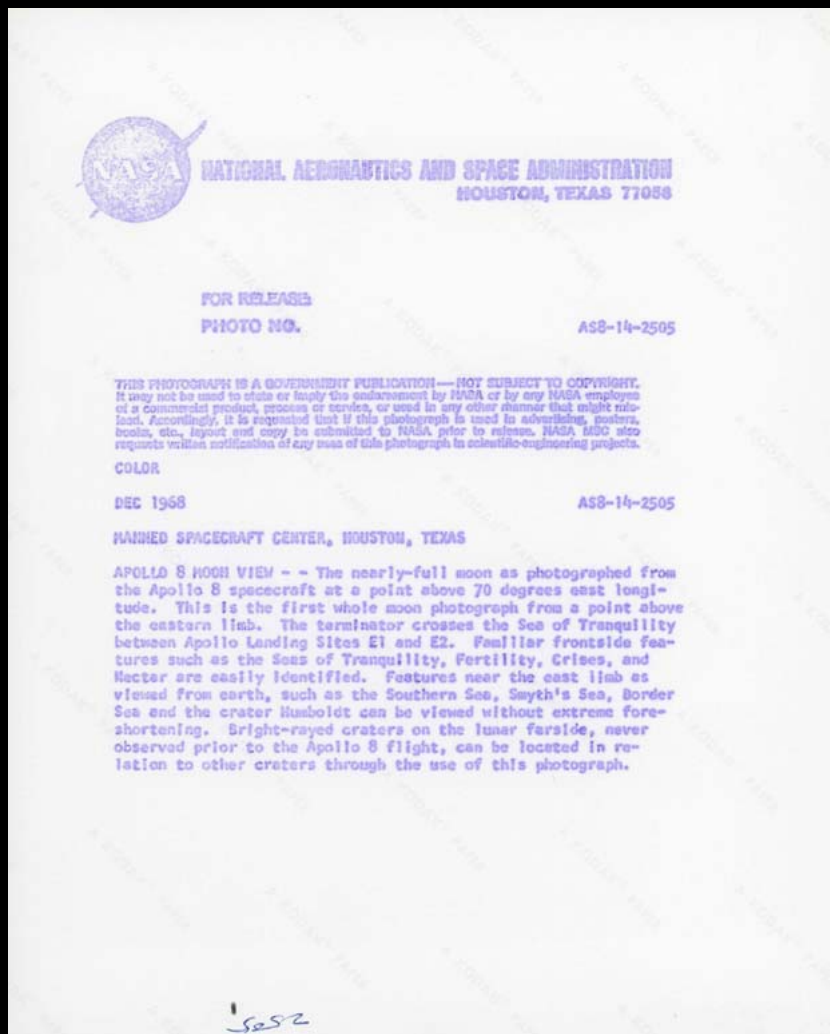 NASA
NATIONAL AERONAUTICS AND SPACE ADMINISTRATION
HOUSTON, TEXAS 77058
FOR RELEASE:
PHOTO NO.
AS8-14-2505
THIS PHOTOGRAPH IS A GOVERNMENT PUBLICATION—NOT SUBJECT TO COPYRIGHT.
It may not be used to state or imply the endorsement by NASA or by any NASA employee
of a commercial product, process or service, or used in any other manner that might mis-
lead. Accordingly, it is requested that if this photograph is used in advertising, posters,
books, etc., layout and copy be submitted to NASA prior to release. NASA MSC also
requests written notification of any uses of this photograph in scientific-engineering projects.
COLOR
DEC 1968 AS8-14-2505
MANNED SPACECRAFT CENTER, HOUSTON, TEXAS
APOLLO 8 MOON VIEW - - The nearly-full moon as photographed from
the Apollo 8 spacecraft at a point above 70 degrees east longi-
tude. This is the first whole moon photograph from a point above
the eastern limb. The terminator crosses the Sea of Tranquility
between Apollo Landing Sites E1 and E2. Familiar frontside fea-
tures such as the Seas of Tranquility, Fertility, Crises, and
Nectar are easily identified. Features near the east limb as
viewed from earth, such as the Southern Sea, Smyth's Sea, Border
Sea and the crater Humboldt can be viewed without extreme fore-
shortening. Bright-rayed craters on the lunar farside, never
observed prior to the Apollo 8 flight, can be located in re-
lation to other craters through the use of this photograph.